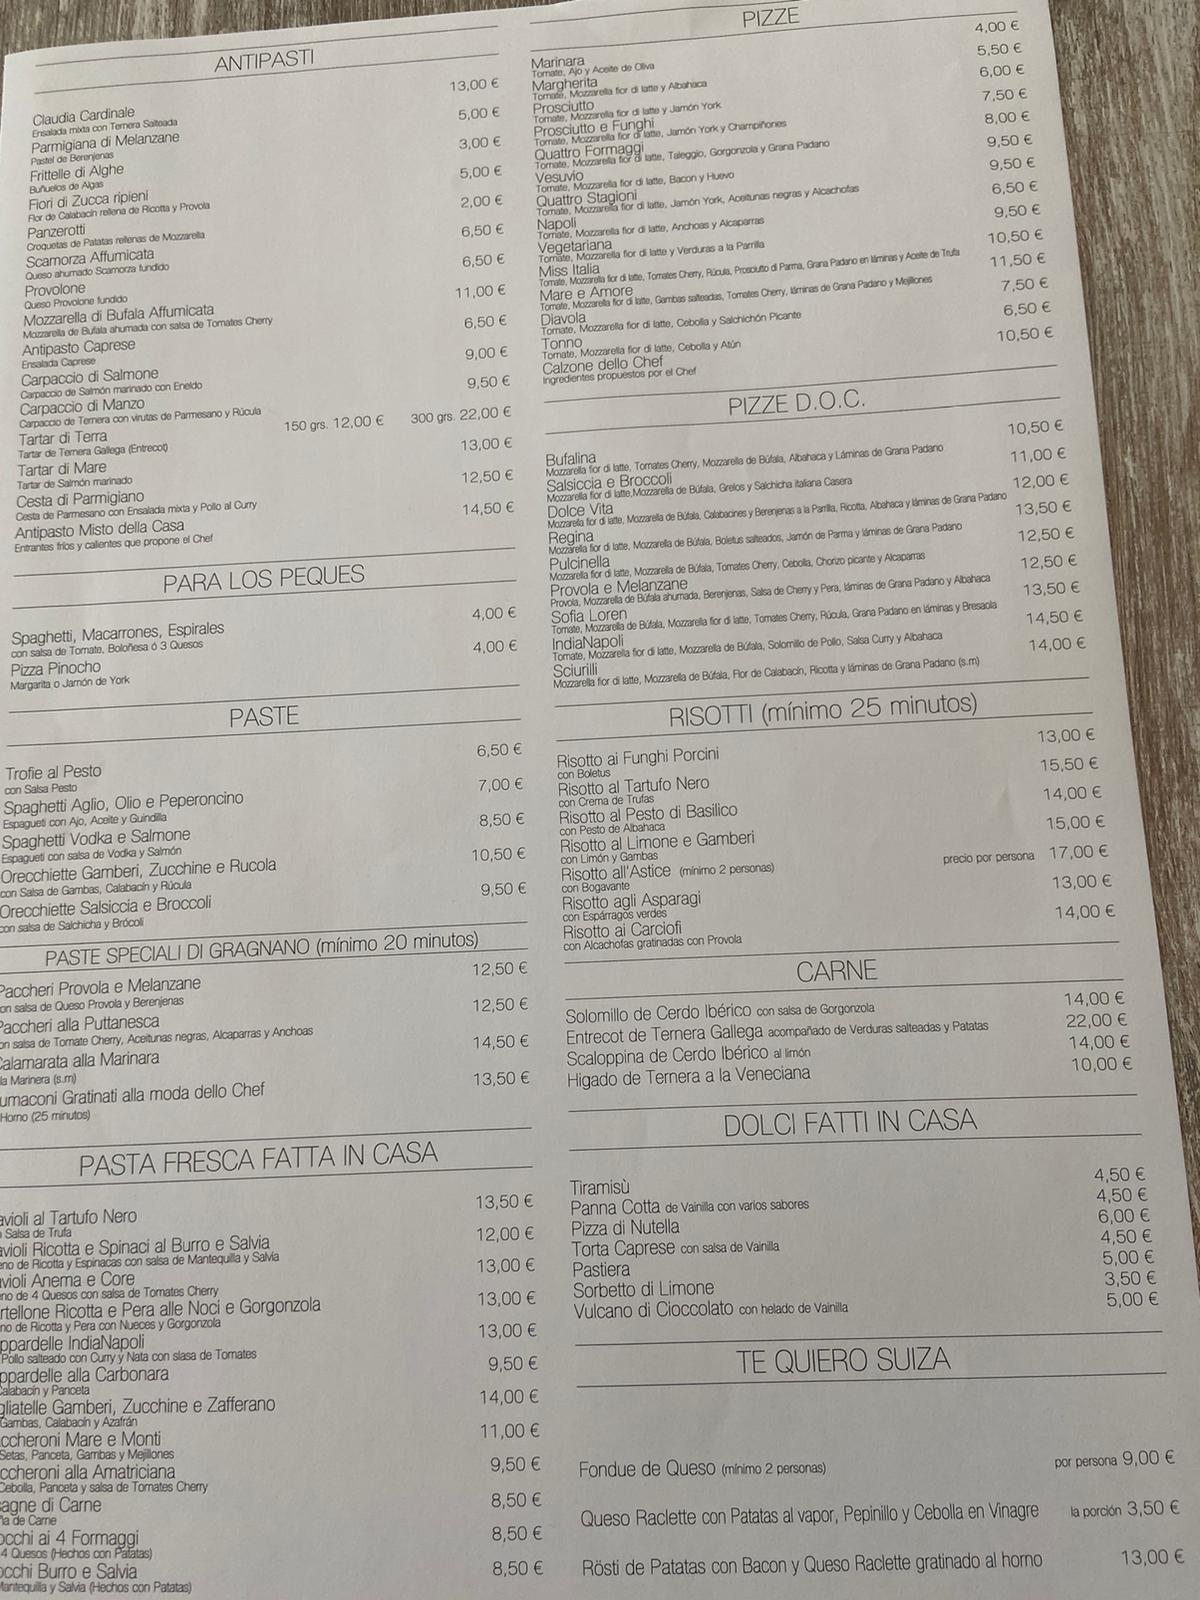 ANTIPASTI
Claudia Cardinale 13,00 €
Ensalada mixta con Ternera Salteada
Parmigiana di Melanzane 5,00 €
Pastel de Berenjenas
Frittelle di Alghe 3,00 €
Buñuelos de Algas
Fiori di Zucca ripieni 5,00 €
Flor de Calabacín rellena de Ricotta y Provola
Panzerotti 2,00 €
Croquetas de Patatas rellenas de Mozzarella
Scamorza Affumicata 6,50 €
Queso ahumado Scamorza fundido
Provolone 6,50 €
Queso Provolone fundido
Mozzarella di Bufala Affumicata 11,00 €
Mozzarella de Bufala ahumada con salsa de Tomates Cherry
Antipasto Caprese 6,50 €
Ensalada Caprese
Carpaccio di Salmone 9,00 €
Carpaccio de Salmón marinado con Eneldo
Carpaccio di Manzo 9,50 €
Carpaccio de Ternera con virutas de Parmesano y Rúcula
Tartar di Terra 150 grs. 12,00 € 300 grs. 22,00 €
Tartar de Ternera Gallega (Entrecot)
Tartar di Mare 13,00 €
Tartar de Salmón marinado
Cesta di Parmigiano 12,50 €
Cesta de Parmesano con Ensalada mixta y Pollo al Curry
Antipasto Misto della Casa 14,50 €
Entrantes fríos y calientes que propone el Chef
PARA LOS PEQUES
Spaghetti, Macarrones, Espirales 4,00 €
con salsa de Tomate, Boloñesa ó 3 Quesos
Pizza Pinocho 4,00 €
Margarita o Jamón de York
PASTE
Trofie al Pesto 6,50 €
con Salsa Pesto
Spaghetti Aglio, Olio e Peperoncino 7,00 €
Espagueti con Ajo, Aceite y Guindilla
Spaghetti Vodka e Salmone 8,50 €
Espagueti con salsa de Vodka y Salmón
Orecchiette Gamberi, Zucchine e Rucola 10,50 €
con Salsa de Gambas, Calabacín y Rúcula
Orecchiette Salsiccia e Broccoli 9,50 €
con salsa de Salchicha y Brócoli
PASTE SPECIALI DI GRAGNANO (mínimo 20 minutos)
Paccheri Provola e Melanzane 12,50 €
on salsa de Queso Provola y Berenjenas
Paccheri alla Puttanesca 12,50 €
on salsa de Tomate Cherry, Aceitunas negras, Alcaparras y Anchoas
Calamarata alla Marinara 14,50 €
la Marinera (s.m)
umaconi Gratinati alla moda dello Chef 13,50 €
Horno (25 minutos)
PASTA FRESCA FATTA IN CASA
avioli al Tartufo Nero 13,50 €
Salsa de Trufa
avioli Ricotta e Spinaci al Burro e Salvia 12,00 €
eno de Ricotta y Espinacas con salsa de Mantequilla y Salvia
avioli Anema e Core 13,00 €
eno de 4 Quesos con salsa de Tomates Cherry
rtellone Ricotta e Pera alle Noci e Gorgonzola 13,00 €
no de Ricotta y Pera con Nueces y Gorgonzola
ppardelle IndiaNapoli 13,00 €
Pollo salteado con Curry y Nata con slasa de Tomates
ppardelle alla Carbonara 9,50 €
Calabacín y Panceta
gliatelle Gamberi, Zucchine e Zafferano 14,00 €
Gambas, Calabacín y Azafrán
ccheroni Mare e Monti 11,00 €
Setas, Panceta, Gambas y Mejillones
ccheroni alla Amatriciana 9,50 €
Cebolla, Panceta y salsa de Tomates Cherry
sagne di Carne 8,50 €
ña de Carne
occhi ai 4 Formaggi 8,50 €
4 Quesos (Hechos con Patatas)
occhi Burro e Salvia 8,50 €
Mantequilla y Salvia (Hechos con Patatas)
PIZZE
Marinara 4,00 €
Tomate, Ajo y Aceite de Oliva
Margherita 5,50 €
Tomate, Mozzarella fior di latte y Albahaca
Prosciutto 6,00 €
Tomate, Mozzarella fior di latte y Jamón York
Prosciutto e Funghi 7,50 €
Tomate, Mozzarella fior di latte, Jamón York y Champiñones
Quattro Formaggi 8,00 €
Tomate, Mozzarella fior di latte, Taleggio, Gorgonzola y Grana Padano
Vesuvio 9,50 €
Tomate, Mozzarella fior di latte, Bacon y Huevo
Quattro Stagioni 9,50 €
Tomate, Mozzarella fior di latte, Jamón York, Aceitunas negras y Alcachofas
Napoli 6,50 €
Tomate, Mozzarella fior di latte, Anchoas y Alcaparras
Vegetariana 9,50 €
Tomate, Mozzarella fior di latte y Verduras a la Parrilla
Miss Italia 10,50 €
Tomate, Mozzarella fior di latte, Tomates Cherry, Rúcula, Prosciutto di Parma, Grana Padano en láminas y Aceite de Trufa
Mare e Amore 11,50 €
Tomate, Mozzarella fior di latte, Gambas salteadas, Tomates Cherry, láminas de Grana Padano y Mejillones
Diavola 7,50 €
Tomate, Mozzarella fior di latte, Cebolla y Salchichón Picante
Tonno 6,50 €
Tomate, Mozzarella fior di latte, Cebolla y Atún
Calzone dello Chef 10,50 €
Ingredientes propuestos por el Chef
PIZZE D.O.C.
Bufalina 10,50 €
Mozzarella fior di latte, Tomates Cherry, Mozzarella de Búfala, Albahaca y Láminas de Grana Padano
Salsiccia e Broccoli 11,00 €
Mozzarella fior di latte,Mozzarella de Búfala, Grelos y Salchicha italiana Casera
Dolce Vita 12,00 €
Mozzarella fior di latte, Mozzarella de Búfala, Calabacines y Berenjenas a la Parrilla, Ricotta, Albahaca y láminas de Grana Padano
Regina 13,50 €
Mozzarella fior di latte, Mozzarella de Búfala, Boletus salteados, Jamón de Parma y láminas de Grana Padano
Pulcinella 12,50 €
Mozzarella fior di latte, Mozzarella de Búfala, Tomates Cherry, Cebolla, Chorizo picante y Alcaparras
Provola e Melanzane 12,50 €
Provola, Mozzarella de Búfala ahumada, Berenjenas, Salsa de Cherry y Pera, láminas de Grana Padano y Albahaca
Sofia Loren 13,50 €
Tomate, Mozzarella de Búfala, Mozzarella fior di latte, Tomates Cherry, Rúcula, Grana Padano en láminas y Bresaola
IndiaNapoli 14,50 €
Tomate, Mozzarella fior di latte, Mozzarella de Búfala, Solomillo de Pollo, Salsa Curry y Albahaca
Sciurilli 14,00 €
Mozzarella fior di latte, Mozzarella de Búfala, Flor de Calabacín, Ricotta y láminas de Grana Padano (s.m)
RISOTTI (mínimo 25 minutos)
Risotto ai Funghi Porcini 13,00 €
con Boletus
Risotto al Tartufo Nero 15,50 €
con Crema de Trufas
Risotto al Pesto di Basilico 14,00 €
con Pesto de Albahaca
Risotto al Limone e Gamberi 15,00 €
con Limón y Gambas
Risotto all'Astice (mínimo 2 personas) precio por persona 17,00 €
con Bogavante
Risotto agli Asparagi 13,00 €
con Espárragos verdes
Risotto ai Carciofi 14,00 €
con Alcachofas gratinadas con Provola
CARNE
Solomillo de Cerdo Ibérico con salsa de Gorgonzola 14,00 €
Entrecot de Ternera Gallega acompañado de Verduras salteadas y Patatas 22,00 €
Scaloppina de Cerdo Ibérico al limón 14,00 €
Higado de Ternera a la Veneciana 10,00 €
DOLCI FATTI IN CASA
Tiramisù 4,50 €
Panna Cotta de Vainilla con varios sabores 4,50 €
Pizza di Nutella 6,00 €
Torta Caprese con salsa de Vainilla 4,50 €
Pastiera 5,00 €
Sorbetto di Limone 3,50 €
Vulcano di Cioccolato con helado de Vainilla 5,00 €
TE QUIERO SUIZA
Fondue de Queso (mínimo 2 personas) por persona 9,00 €
Queso Raclette con Patatas al vapor, Pepinillo y Cebolla en Vinagre la porción 3,50 €
Rösti de Patatas con Bacon y Queso Raclette gratinado al horno 13,00 €